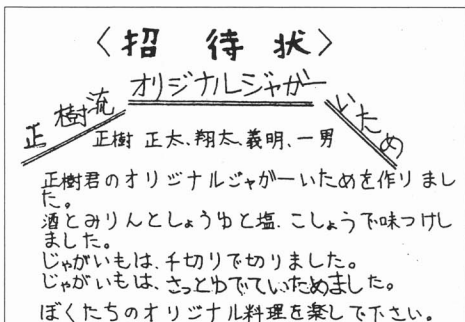 〈招待状〉
正樹流オリジナルジャガーいため
正樹 正太、翔太、義明、一男
正樹君のオリジナルジャガーいためを作りまし
た。
酒とみりんとしょうゆと塩、こしょうで味つけし
ました。
じゃがいもは、千切りで切りました。
じゃがいもは、さっとゆでていためました。
ぼくたちのオリジナル料理を楽しで下さい。